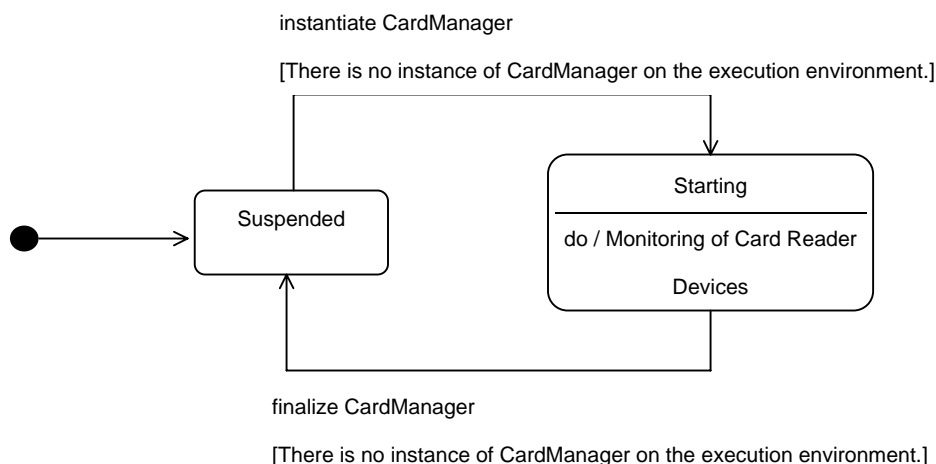 instantiate CardManager
[There is no instance of CardManager on the execution environment.]
Suspended
Starting
do / Monitoring of Card Reader
Devices
finalize CardManager
[There is no instance of CardManager on the execution environment.]